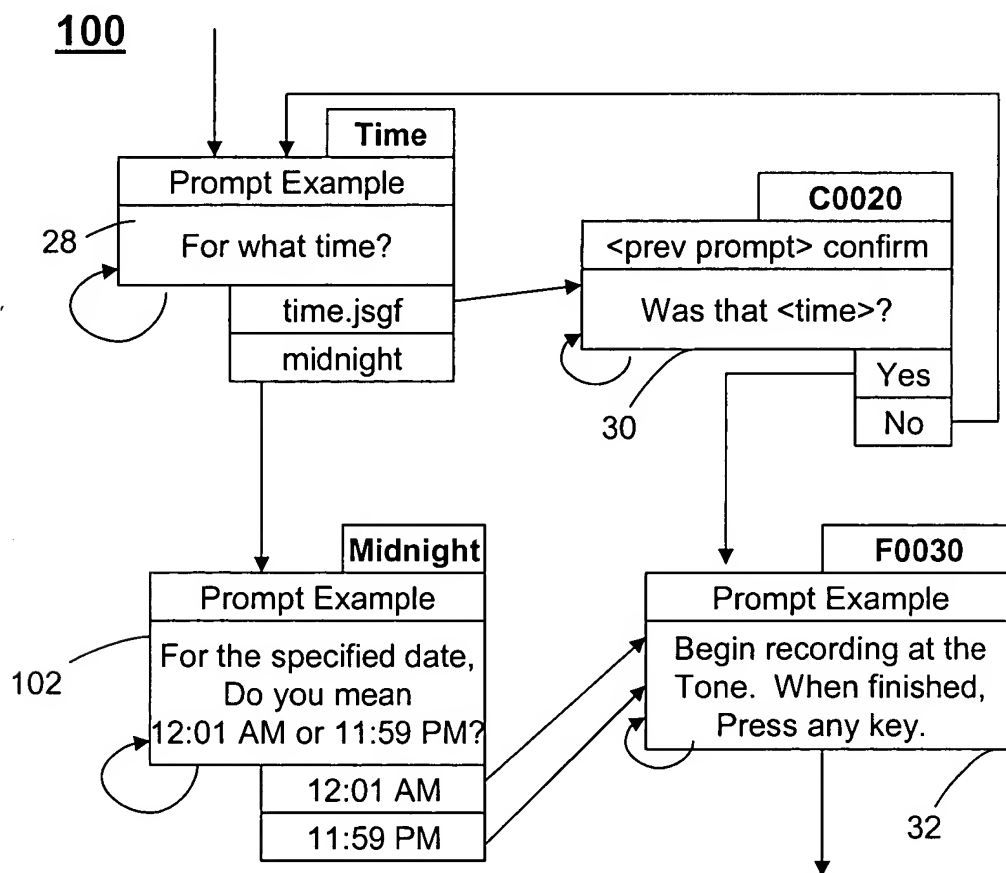 100
Time
Prompt Example
28
For what time?
time.jsgf
midnight
C0020
<prev prompt> confirm
Was that <time>?
Yes
No
30
Midnight
Prompt Example
102
For the specified date,
Do you mean
12:01 AM or 11:59 PM?
12:01 AM
11:59 PM
F0030
Prompt Example
Begin recording at the
Tone. When finished,
Press any key.
32